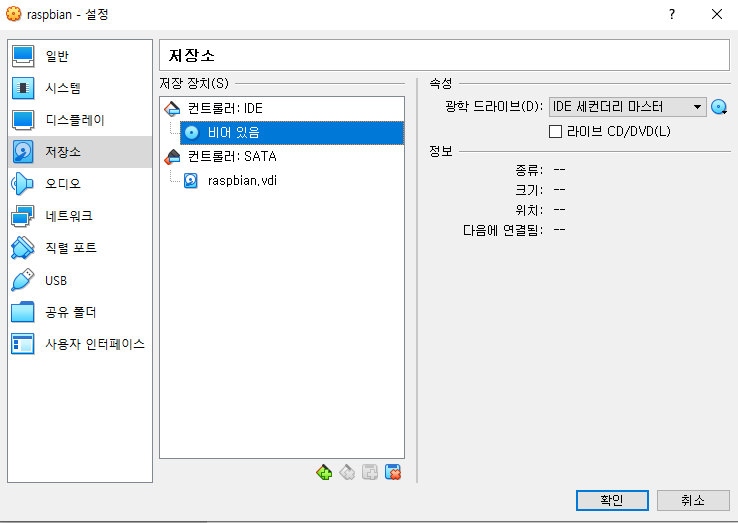 raspbian - 설정
일반
시스템
디스플레이
저장소
오디오
네트워크
직렬 포트
USB
공유 폴더
사용자 인터페이스
저장소
저장 장치(S)
컨트롤러: IDE
비어 있음
컨트롤러: SATA
raspbian.vdi
속성
광학 드라이브(D): IDE 세컨더리 마스터
라이브 CD/DVD(L)
정보
종류: --
크기: --
위치: --
다음에 연결됨: --
확인 취소